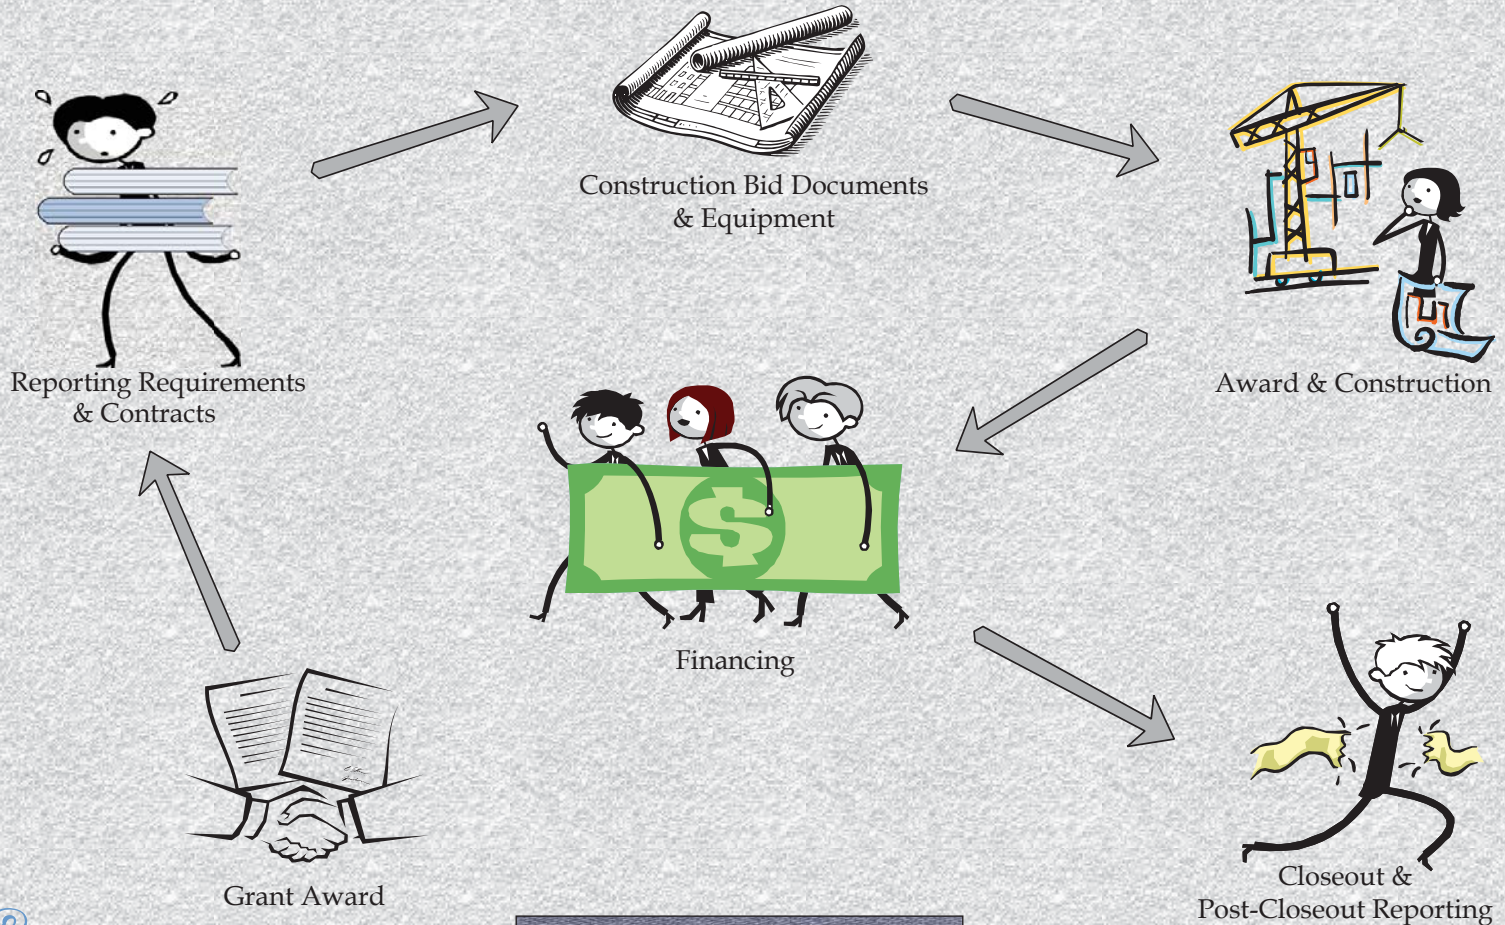 Construction Bid Documents
& Equipment
Reporting Requirements
& Contracts
Award & Construction
$
Financing
Grant Award
Closeout &
Post-Closeout Reporting